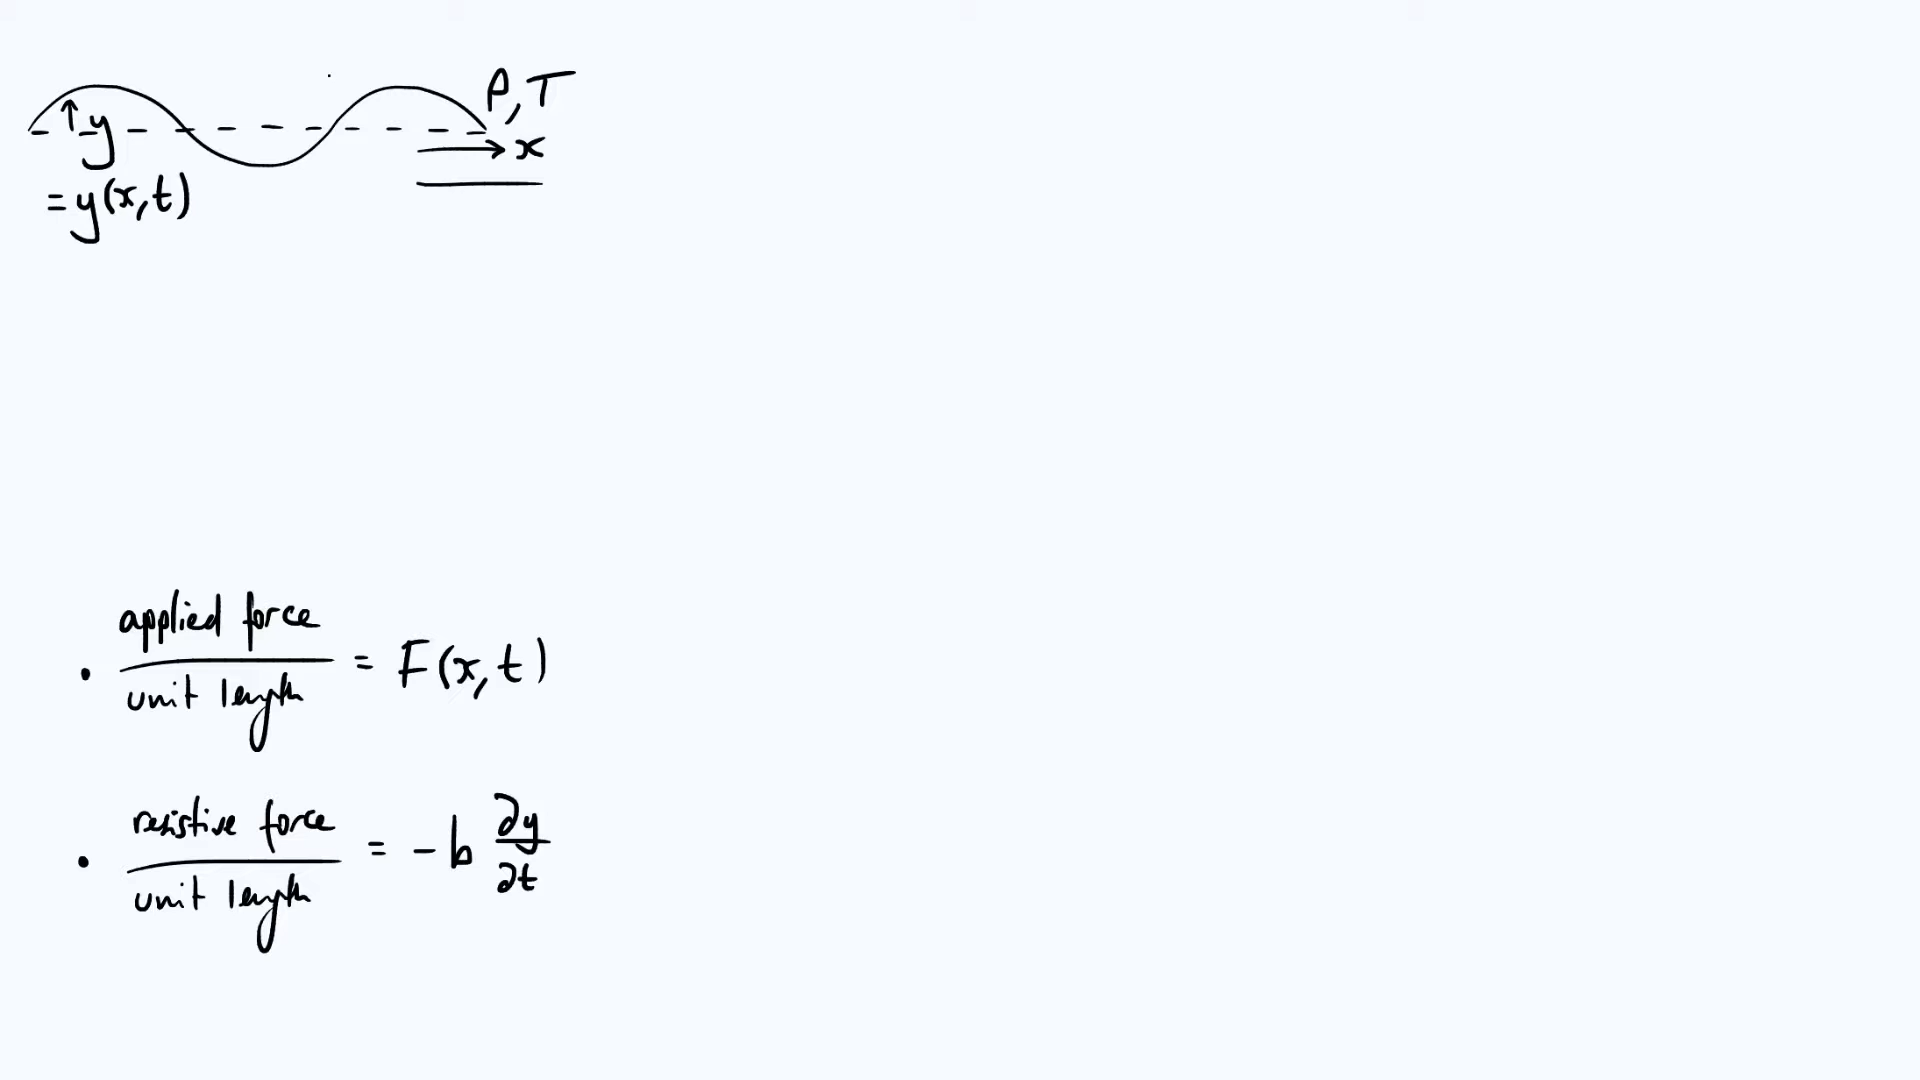 ρ, T
y
x
= y(x,t)
• applied force / unit length = F(x, t)
• resistive force / unit length = - b ∂y/∂t